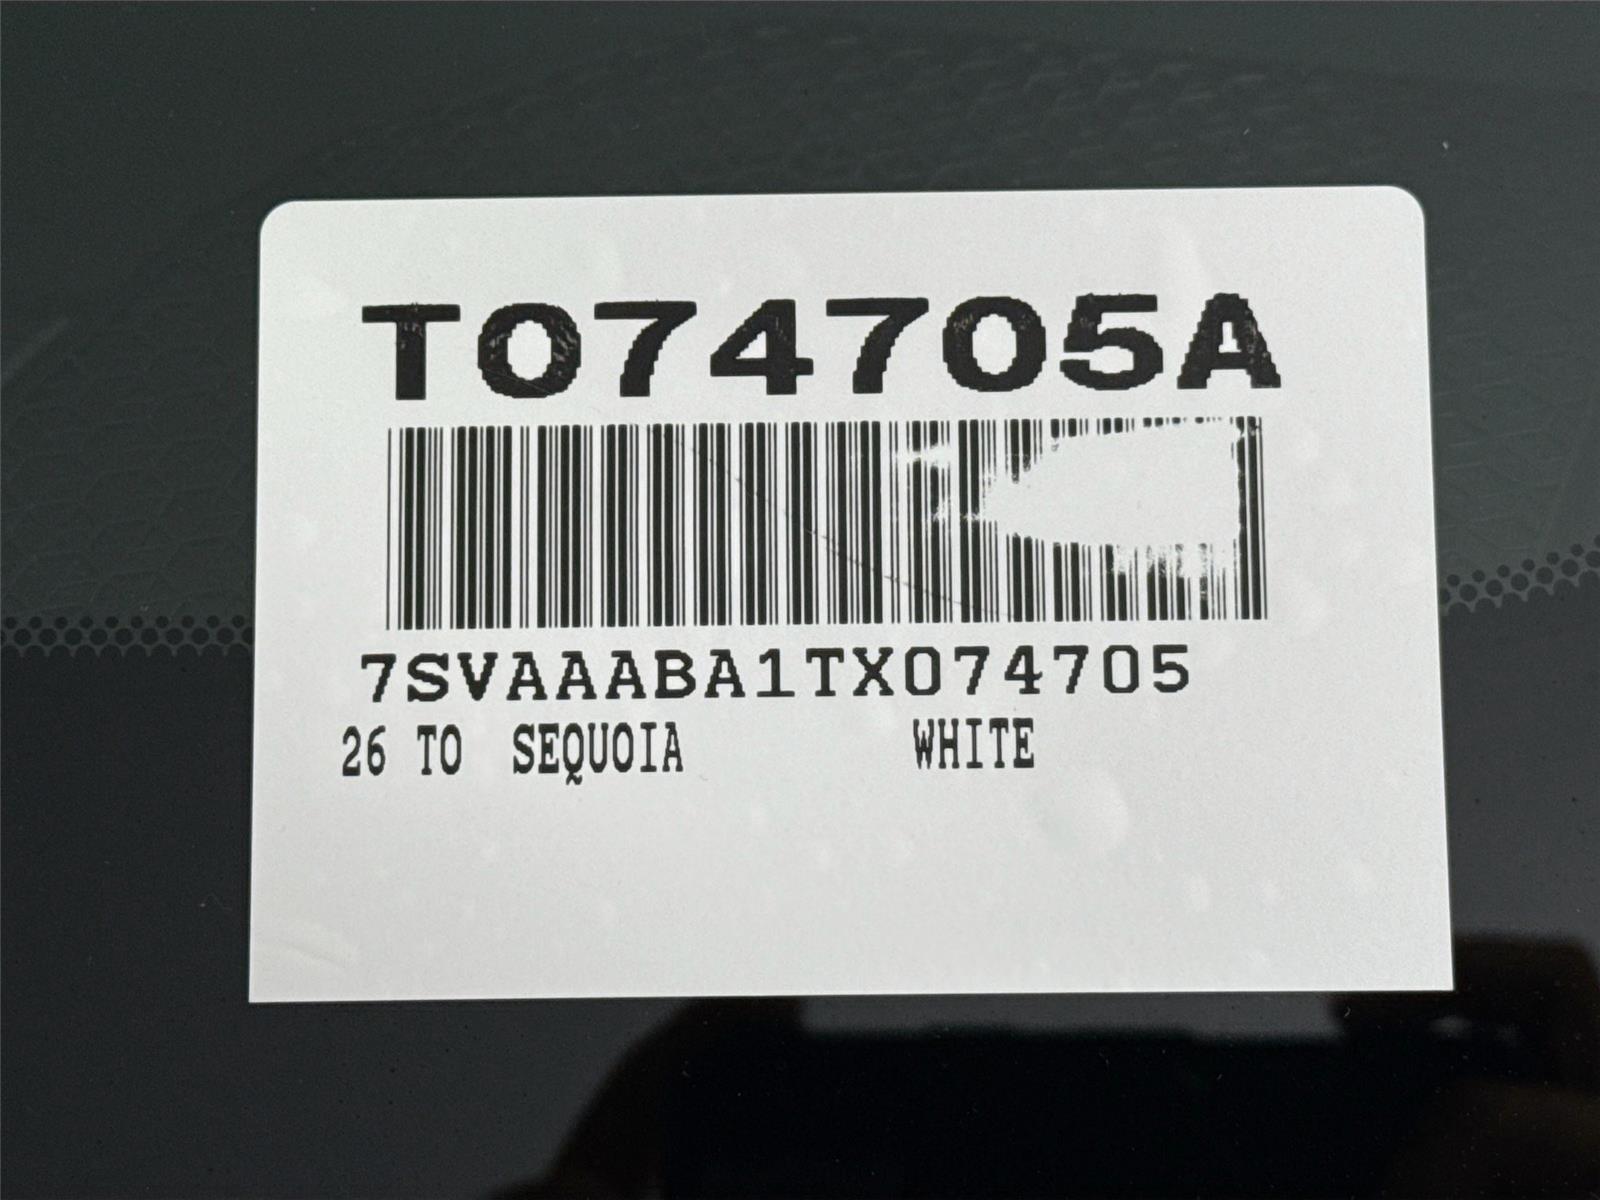 T074705A
7SVAAABA1TX074705
26 TO SEQUOIA WHITE